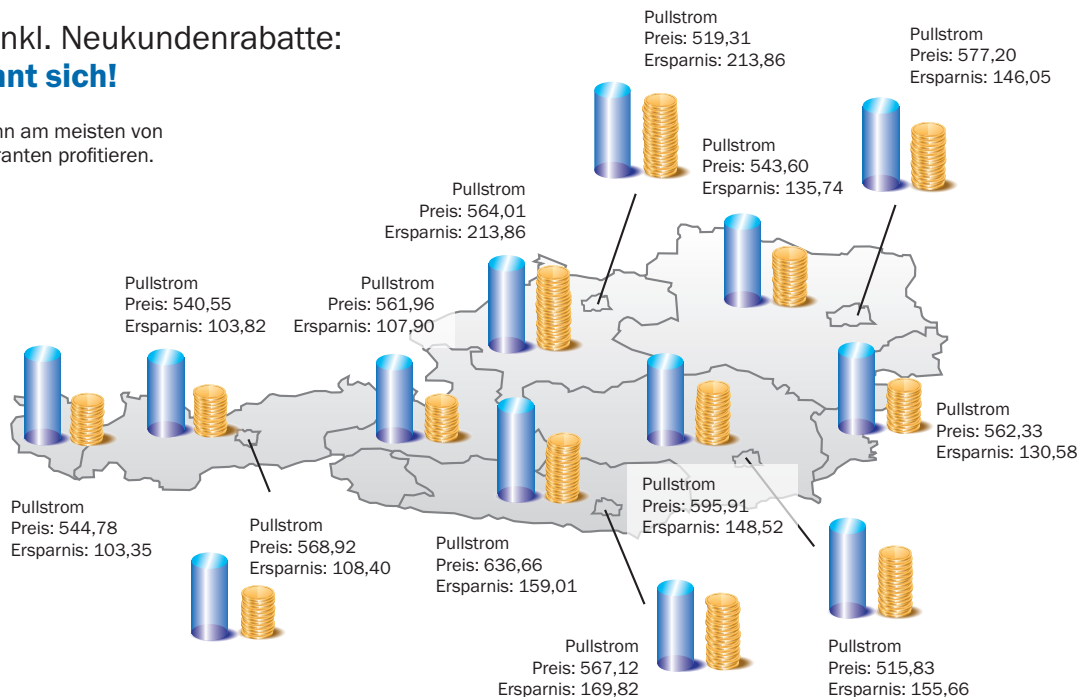 nkl. Neukundenrabatte:
nnt sich!
nn am meisten von
ranten profitieren.
Pullstrom
Preis: 519,31
Ersparnis: 213,86
Pullstrom
Preis: 577,20
Ersparnis: 146,05
Pullstrom
Preis: 543,60
Ersparnis: 135,74
Pullstrom
Preis: 564,01
Ersparnis: 213,86
Pullstrom
Preis: 540,55
Ersparnis: 103,82
Pullstrom
Preis: 561,96
Ersparnis: 107,90
Pullstrom
Preis: 562,33
Ersparnis: 130,58
Pullstrom
Preis: 544,78
Ersparnis: 103,35
Pullstrom
Preis: 568,92
Ersparnis: 108,40
Pullstrom
Preis: 636,66
Ersparnis: 159,01
Pullstrom
Preis: 595,91
Ersparnis: 148,52
Pullstrom
Preis: 567,12
Ersparnis: 169,82
Pullstrom
Preis: 515,83
Ersparnis: 155,66